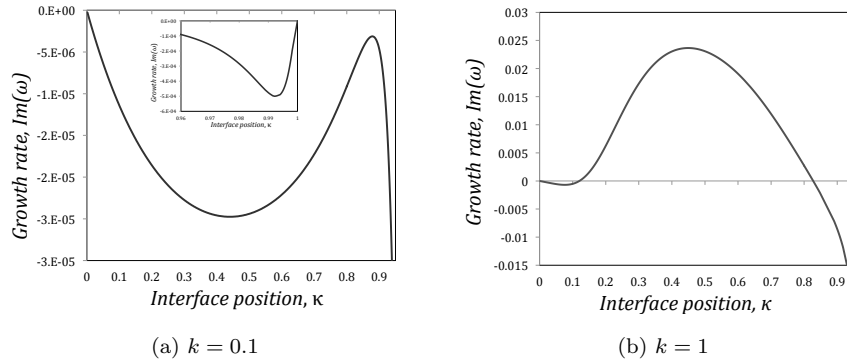 0.E+00
-5.E-06
-1.E-05
-2.E-05
-2.E-05
-3.E-05
-3.E-05
Growth rate, Im(ω)
0 0.1 0.2 0.3 0.4 0.5 0.6 0.7 0.8 0.9
Interface position, κ
0.E+00
-1.E-04
-2.E-04
-3.E-04
-4.E-04
-5.E-04
-6.E-04
Growth rate, Im(ω)
0.96 0.97 0.98 0.99 1
Interface position, κ
(a) k = 0.1
0.03
0.025
0.02
0.015
0.01
0.005
0
-0.005
-0.01
-0.015
Growth rate, Im(ω)
0 0.1 0.2 0.3 0.4 0.5 0.6 0.7 0.8 0.9
Interface position, κ
(b) k = 1